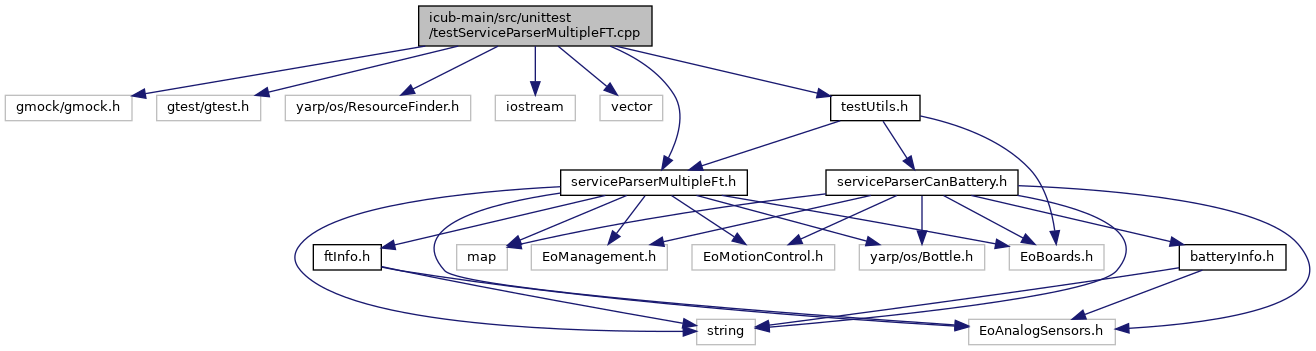 icub-main/src/unittest
/testServiceParserMultipleFT.cpp
gmock/gmock.h
gtest/gtest.h
yarp/os/ResourceFinder.h
iostream
vector
testUtils.h
serviceParserMultipleFt.h
serviceParserCanBattery.h
ftInfo.h
map
EoManagement.h
EoMotionControl.h
yarp/os/Bottle.h
EoBoards.h
batteryInfo.h
string
EoAnalogSensors.h